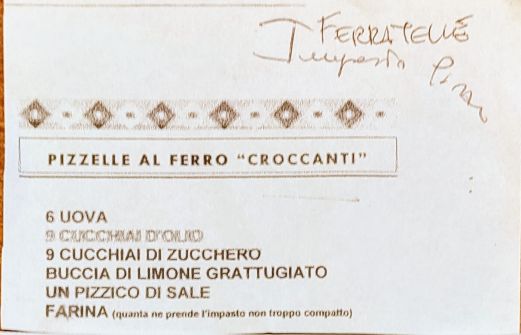 FERRATELLE
Impasto
PIZZELLE AL FERRO "CROCCANTI"
6 UOVA
9 CUCCHIAI D'OLIO
9 CUCCHIAI DI ZUCCHERO
BUCCIA DI LIMONE GRATTUGIATO
UN PIZZICO DI SALE
FARINA (quanta ne prende l'impasto non troppo compatto)